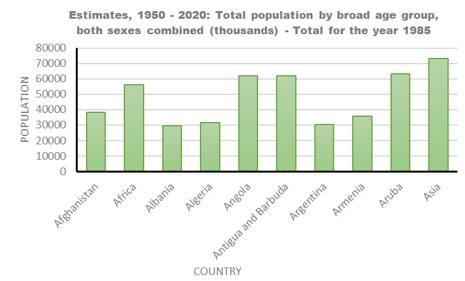 Estimates, 1950 - 2020: Total population by broad age group,
both sexes combined (thousands) - Total for the year 1985
80000
70000
60000
50000
40000
30000
20000
10000
0
POPULATION
Afghanistan
Africa
Albania
Algeria
Angola
Antigua and Barbuda
Argentina
Armenia
Aruba
Asia
COUNTRY